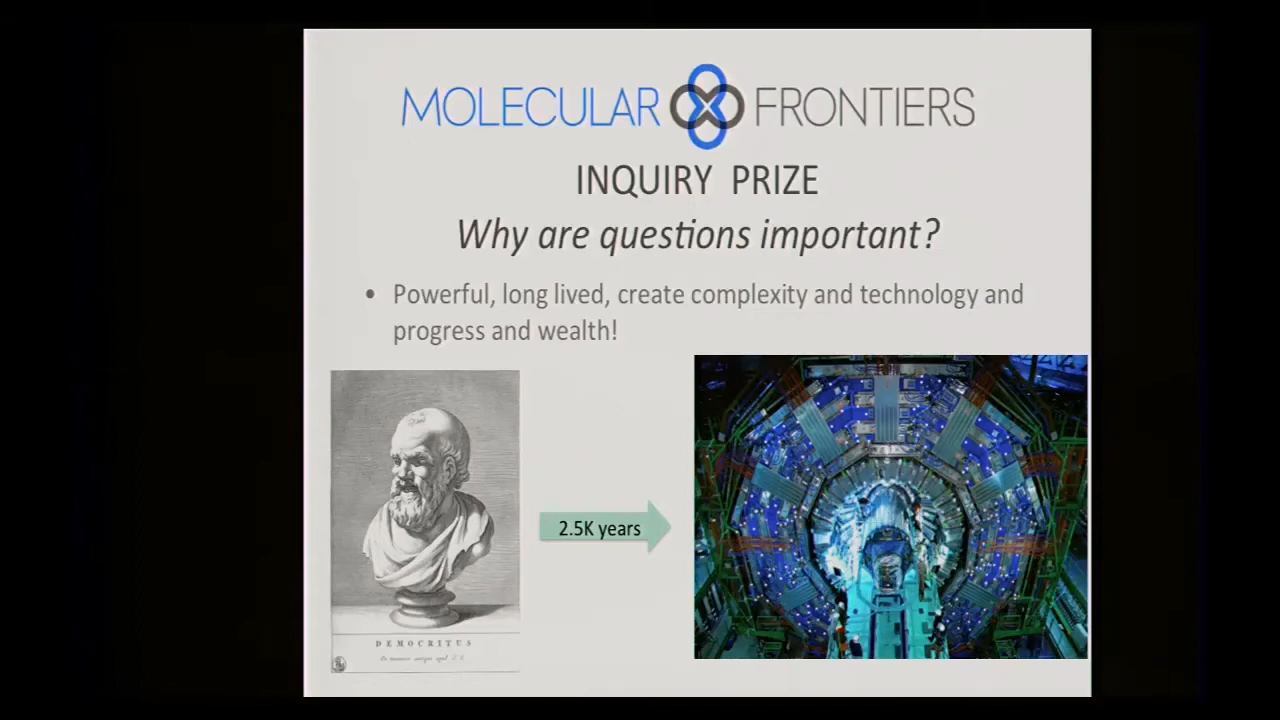 MOLECULAR FRONTIERS
INQUIRY PRIZE
Why are questions important?
• Powerful, long lived, create complexity and technology and
progress and wealth!
2.5K years
DEMOCRITUS